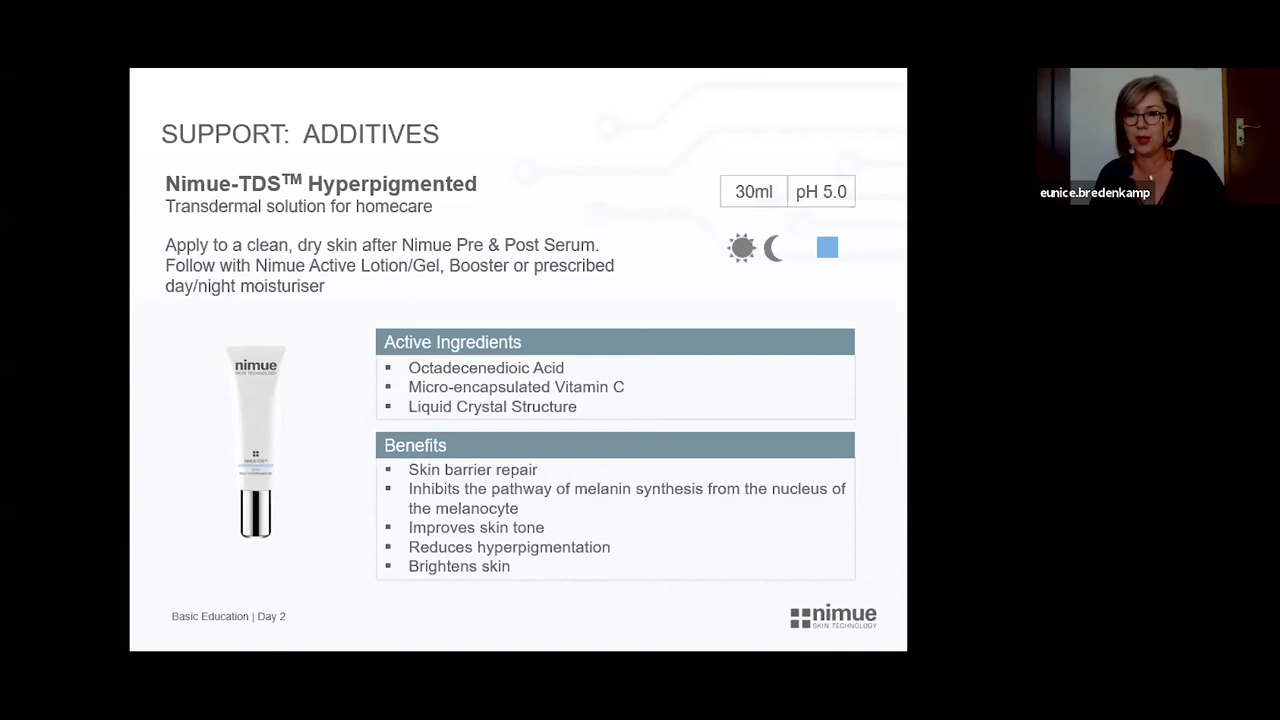 SUPPORT: ADDITIVES
Nimue-TDS™ Hyperpigmented
Transdermal solution for homecare
30ml pH 5.0
Apply to a clean, dry skin after Nimue Pre & Post Serum.
Follow with Nimue Active Lotion/Gel, Booster or prescribed
day/night moisturiser
nimue
SKIN TECHNOLOGY
NIMUE-TDS™
Active Ingredients
▪ Octadecenedioic Acid
▪ Micro-encapsulated Vitamin C
▪ Liquid Crystal Structure
Benefits
▪ Skin barrier repair
▪ Inhibits the pathway of melanin synthesis from the nucleus of
the melanocyte
▪ Improves skin tone
▪ Reduces hyperpigmentation
▪ Brightens skin
Basic Education | Day 2
nimue
SKIN TECHNOLOGY
eunice.bredenkamp